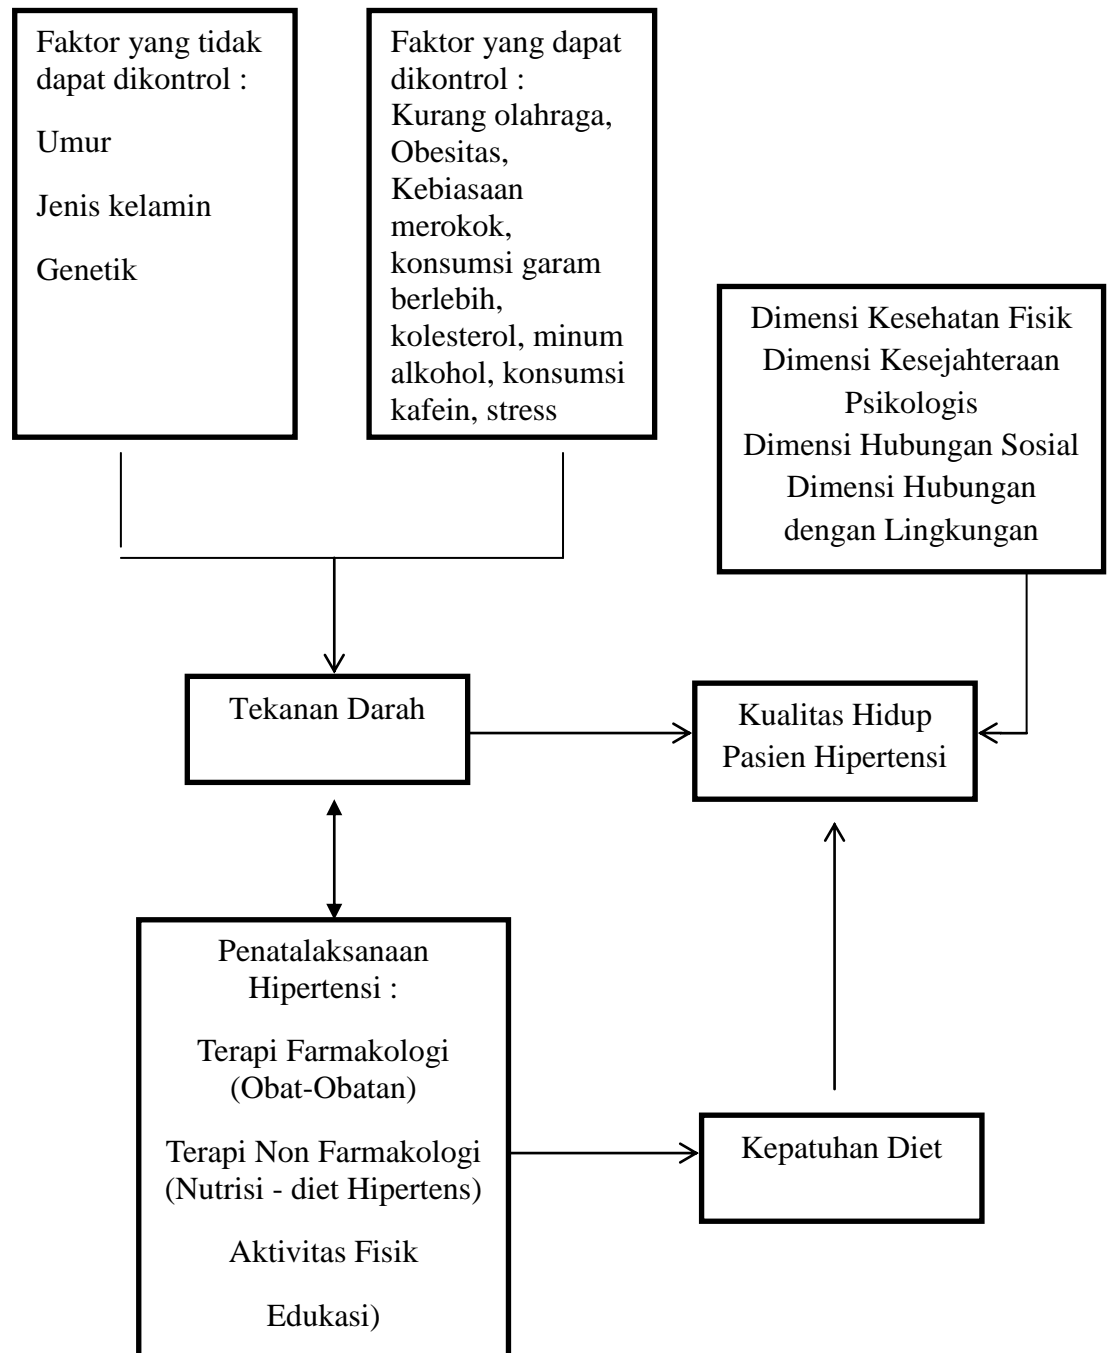 Faktor yang tidak
dapat dikontrol :
Umur
Jenis kelamin
Genetik
Faktor yang dapat
dikontrol :
Kurang olahraga,
Obesitas,
Kebiasaan
merokok,
konsumsi garam
berlebih,
kolesterol, minum
alkohol, konsumsi
kafein, stress
Dimensi Kesehatan Fisik
Dimensi Kesejahteraan
Psikologis
Dimensi Hubungan Sosial
Dimensi Hubungan
dengan Lingkungan
Tekanan Darah
Kualitas Hidup
Pasien Hipertensi
Penatalaksanaan
Hipertensi :
Terapi Farmakologi
(Obat-Obatan)
Terapi Non Farmakologi
(Nutrisi - diet Hipertens)
Aktivitas Fisik
Edukasi)
Kepatuhan Diet